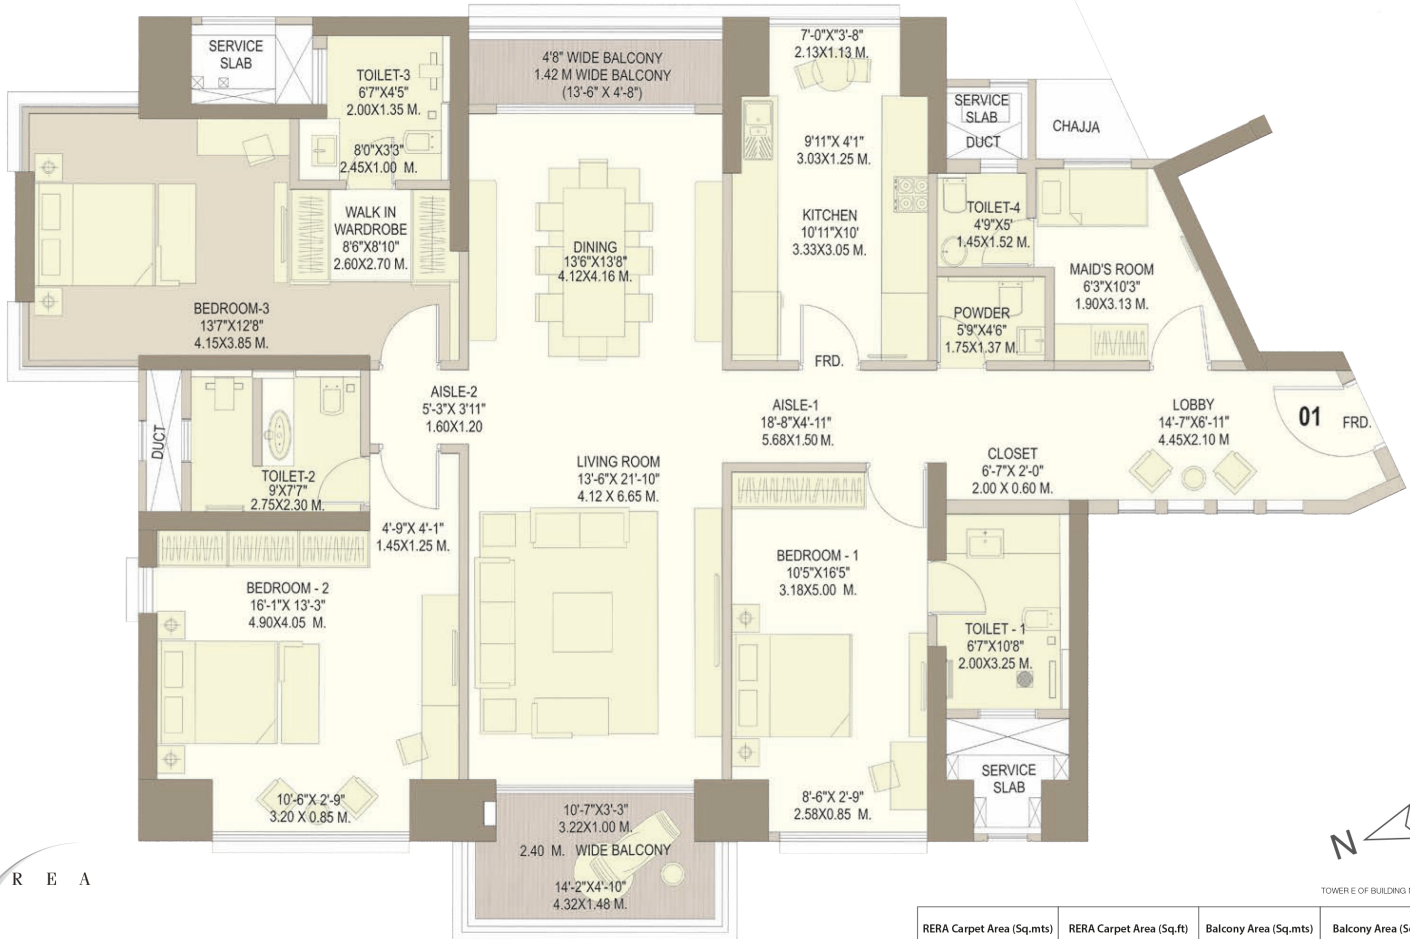 SERVICE
SLAB
TOILET-3
6'7"X4'5"
2.00X1.35 M.
8'0"X3'3"
2.45X1.00 M.
4'8" WIDE BALCONY
1.42 M WIDE BALCONY
(13'-6" X 4'-8")
7'-0"X"3'-8"
2.13X1.13 M.
9'11"X 4'1"
3.03X1.25 M.
KITCHEN
10'11"X10'
3.33X3.05 M.
FRD.
SERVICE
SLAB
DUCT
CHAJJA
TOILET-4
4'9"X5'
1.45X1.52 M.
MAID'S ROOM
6'3"X10'3"
1.90X3.13 M.
POWDER
5'9"X4'6"
1.75X1.37 M.
WALK IN
WARDROBE
8'6"X8'10"
2.60X2.70 M.
DINING
13'6"X13'8"
4.12X4.16 M.
BEDROOM-3
13'7"X12'8"
4.15X3.85 M.
AISLE-2
5'-3"X 3'11"
1.60X1.20
AISLE-1
18'-8"X4'-11"
5.68X1.50 M.
LOBBY
14'-7"X6'-11"
4.45X2.10 M
01
FRD.
DUCT
TOILET-2
9'X7'7"
2.75X2.30 M.
LIVING ROOM
13'-6"X 21'-10"
4.12 X 6.65 M.
CLOSET
6'-7"X 2'-0"
2.00 X 0.60 M.
4'-9"X 4'-1"
1.45X1.25 M.
BEDROOM - 2
16'-1"X 13'-3"
4.90X4.05 M.
BEDROOM - 1
10'5"X16'5"
3.18X5.00 M.
TOILET - 1
6'7"X10'8"
2.00X3.25 M.
SERVICE
SLAB
10'-6"X 2'-9"
3.20 X 0.85 M.
10'-7"X3'-3"
3.22X1.00 M.
2.40 M. WIDE BALCONY
14'-2"X4'-10"
4.32X1.48 M.
8'-6"X 2'-9"
2.58X0.85 M.
N
R E A
TOWER E OF BUILDING
RERA Carpet Area (Sq.mts) RERA Carpet Area (Sq.ft) Balcony Area (Sq.mts) Balcony Area